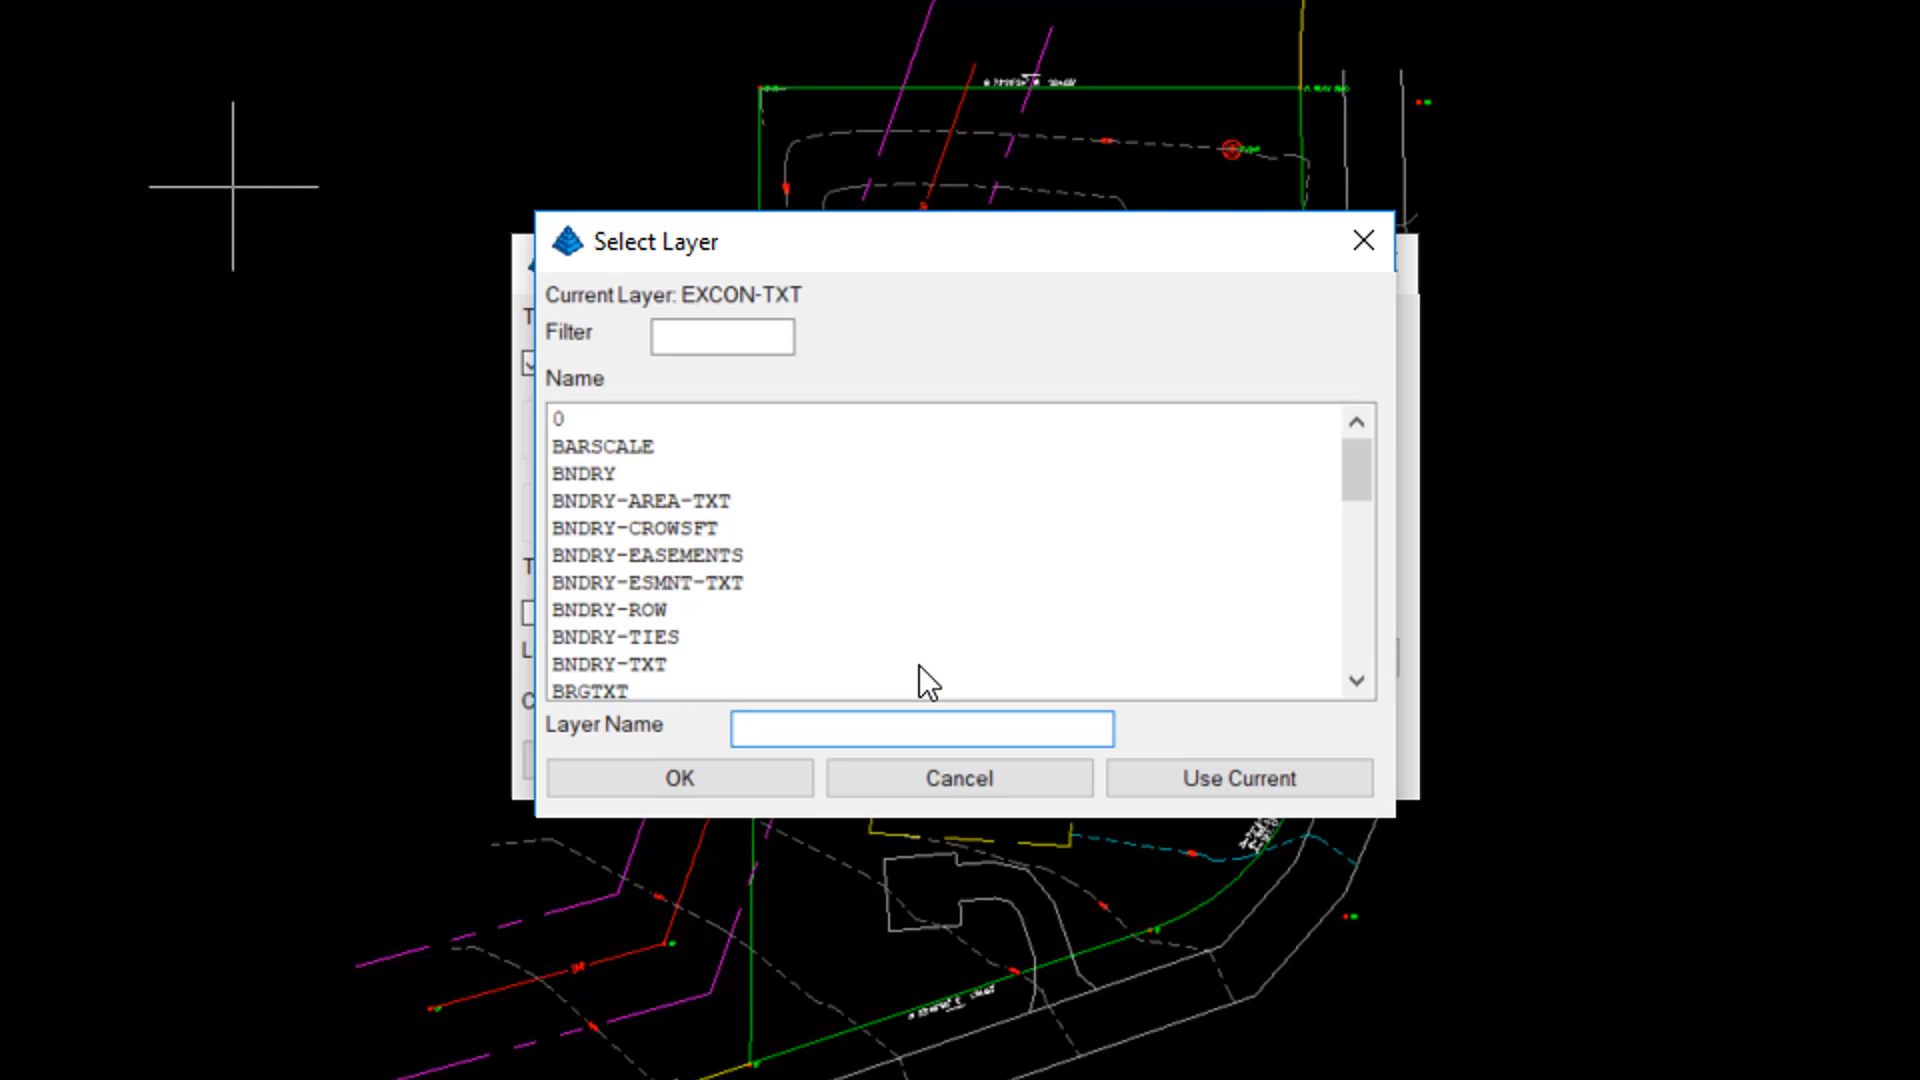 Select Layer
Current Layer: EXCON-TXT
Filter
Name
0
BARSCALE
BNDRY
BNDRY-AREA-TXT
BNDRY-CROWSFT
BNDRY-EASEMENTS
BNDRY-ESMNT-TXT
BNDRY-ROW
BNDRY-TIES
BNDRY-TXT
BRGTXT
Layer Name
OK
Cancel
Use Current